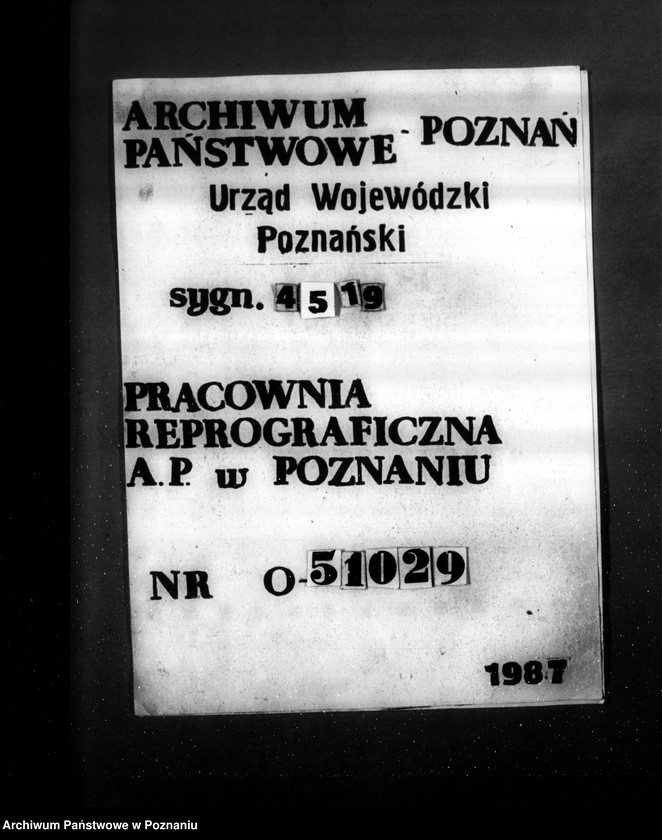 ARCHIWUM
PAŃSTWOWE - POZNAŃ
Urząd Wojewódzki
Poznański
sygn. 4519
PRACOWNIA
REPROGRAFICZNA
A.P. w POZNANIU
NR O-51029
1987
Archiwum Państwowe w Poznaniu